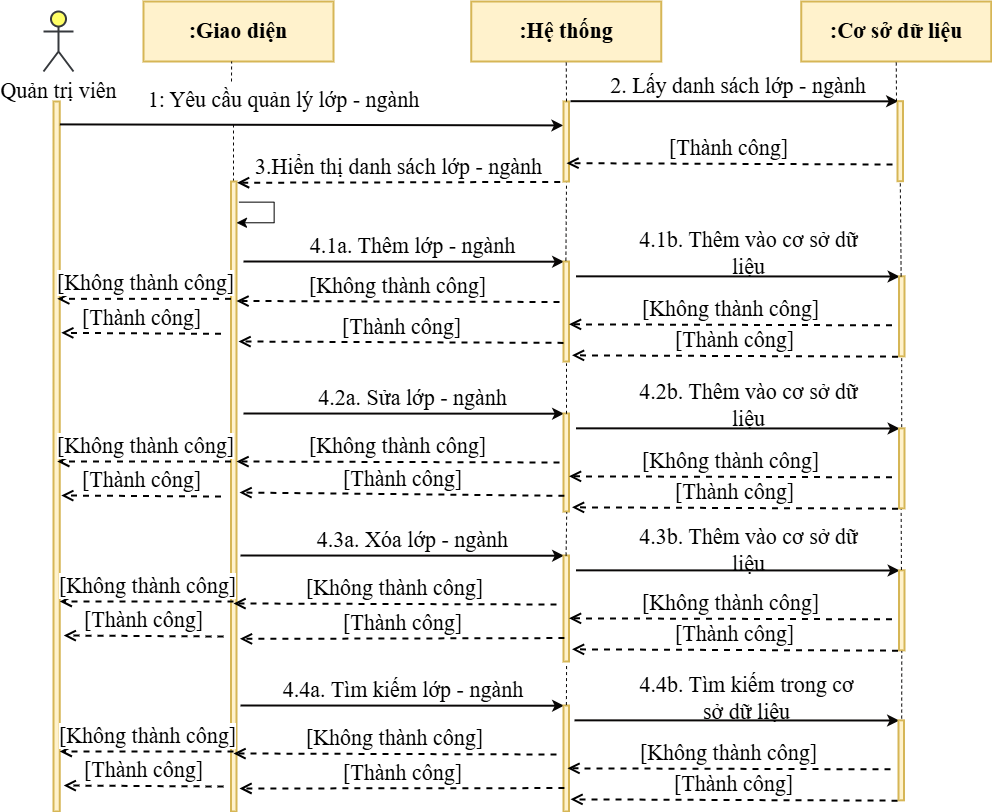 :Giao diện
:Hệ thống
:Cơ sở dữ liệu
Quản trị viên
1: Yêu cầu quản lý lớp - ngành
2. Lấy danh sách lớp - ngành
[Thành công]
3.Hiển thị danh sách lớp - ngành
4.1a. Thêm lớp - ngành
4.1b. Thêm vào cơ sở dữ
liệu
[Không thành công]
[Không thành công]
[Không thành công]
[Thành công]
[Thành công]
[Thành công]
4.2a. Sửa lớp - ngành
4.2b. Thêm vào cơ sở dữ
liệu
[Không thành công]
[Không thành công]
[Không thành công]
[Thành công]
[Thành công]
[Thành công]
4.3a. Xóa lớp - ngành
4.3b. Thêm vào cơ sở dữ
liệu
[Không thành công]
[Không thành công]
[Không thành công]
[Thành công]
[Thành công]
[Thành công]
4.4a. Tìm kiếm lớp - ngành
4.4b. Tìm kiếm trong cơ
sở dữ liệu
[Không thành công]
[Không thành công]
[Không thành công]
[Thành công]
[Thành công]
[Thành công]